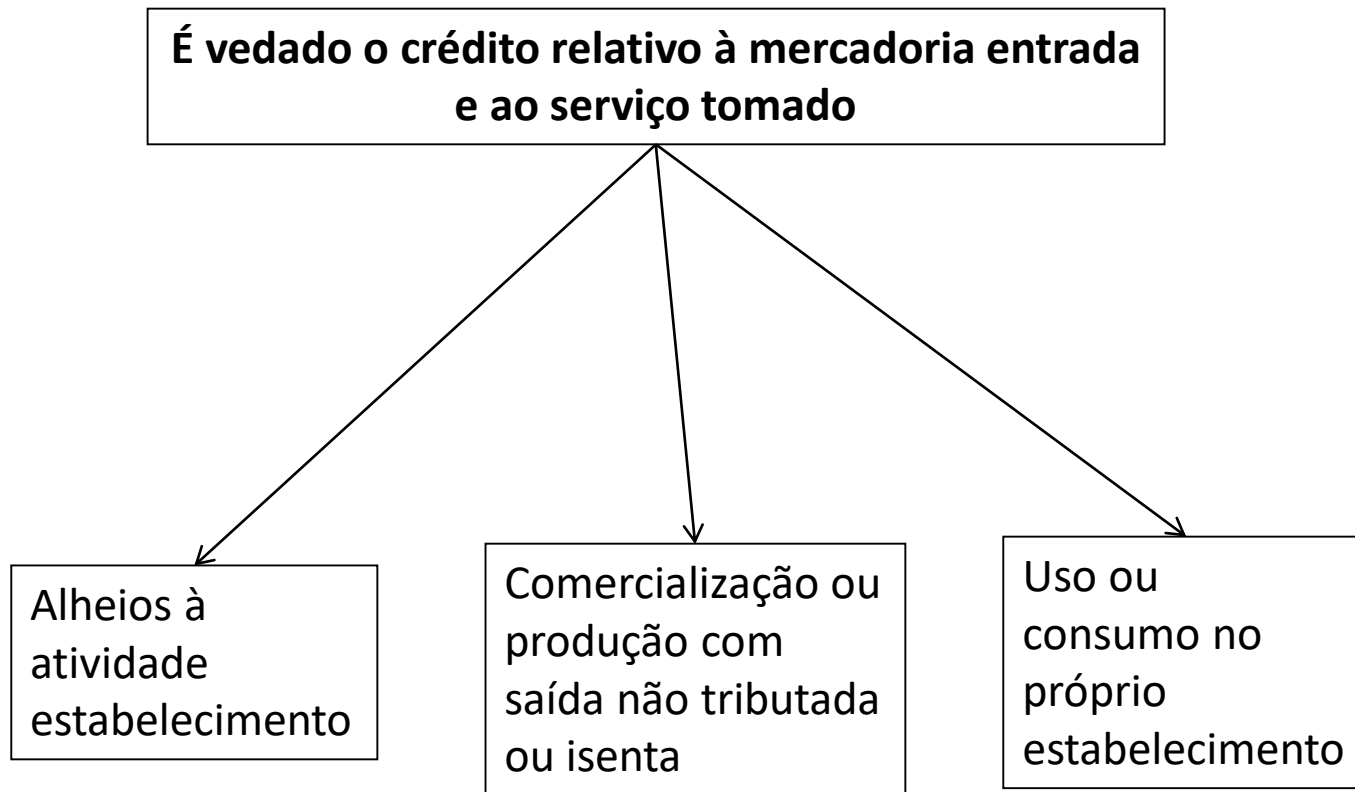 É vedado o crédito relativo à mercadoria entrada
e ao serviço tomado
Alheios à
atividade
estabelecimento
Comercialização ou
produção com
saída não tributada
ou isenta
Uso ou
consumo no
próprio
estabelecimento